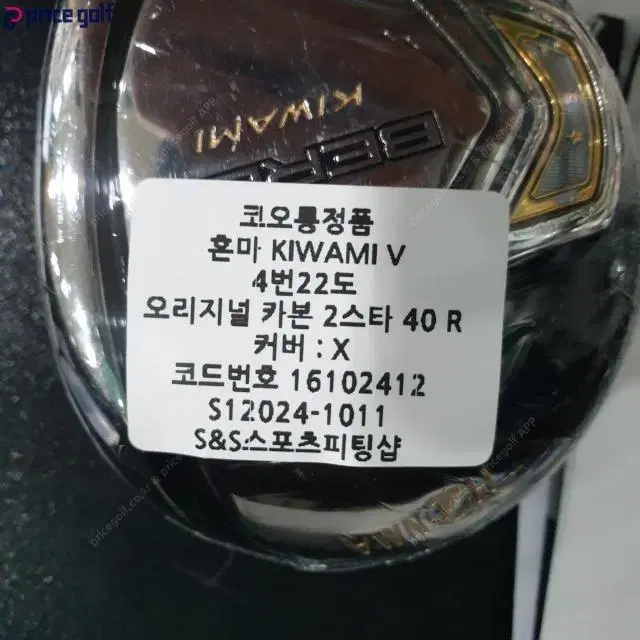 price golf
KIWAMI
BERE
코오롱정품
혼마 KIWAMI V
4번22도
오리지널 카본 2스타 40 R
커버 : X
코드번호 16102412
S12024-1011
S&S스포츠피팅샵